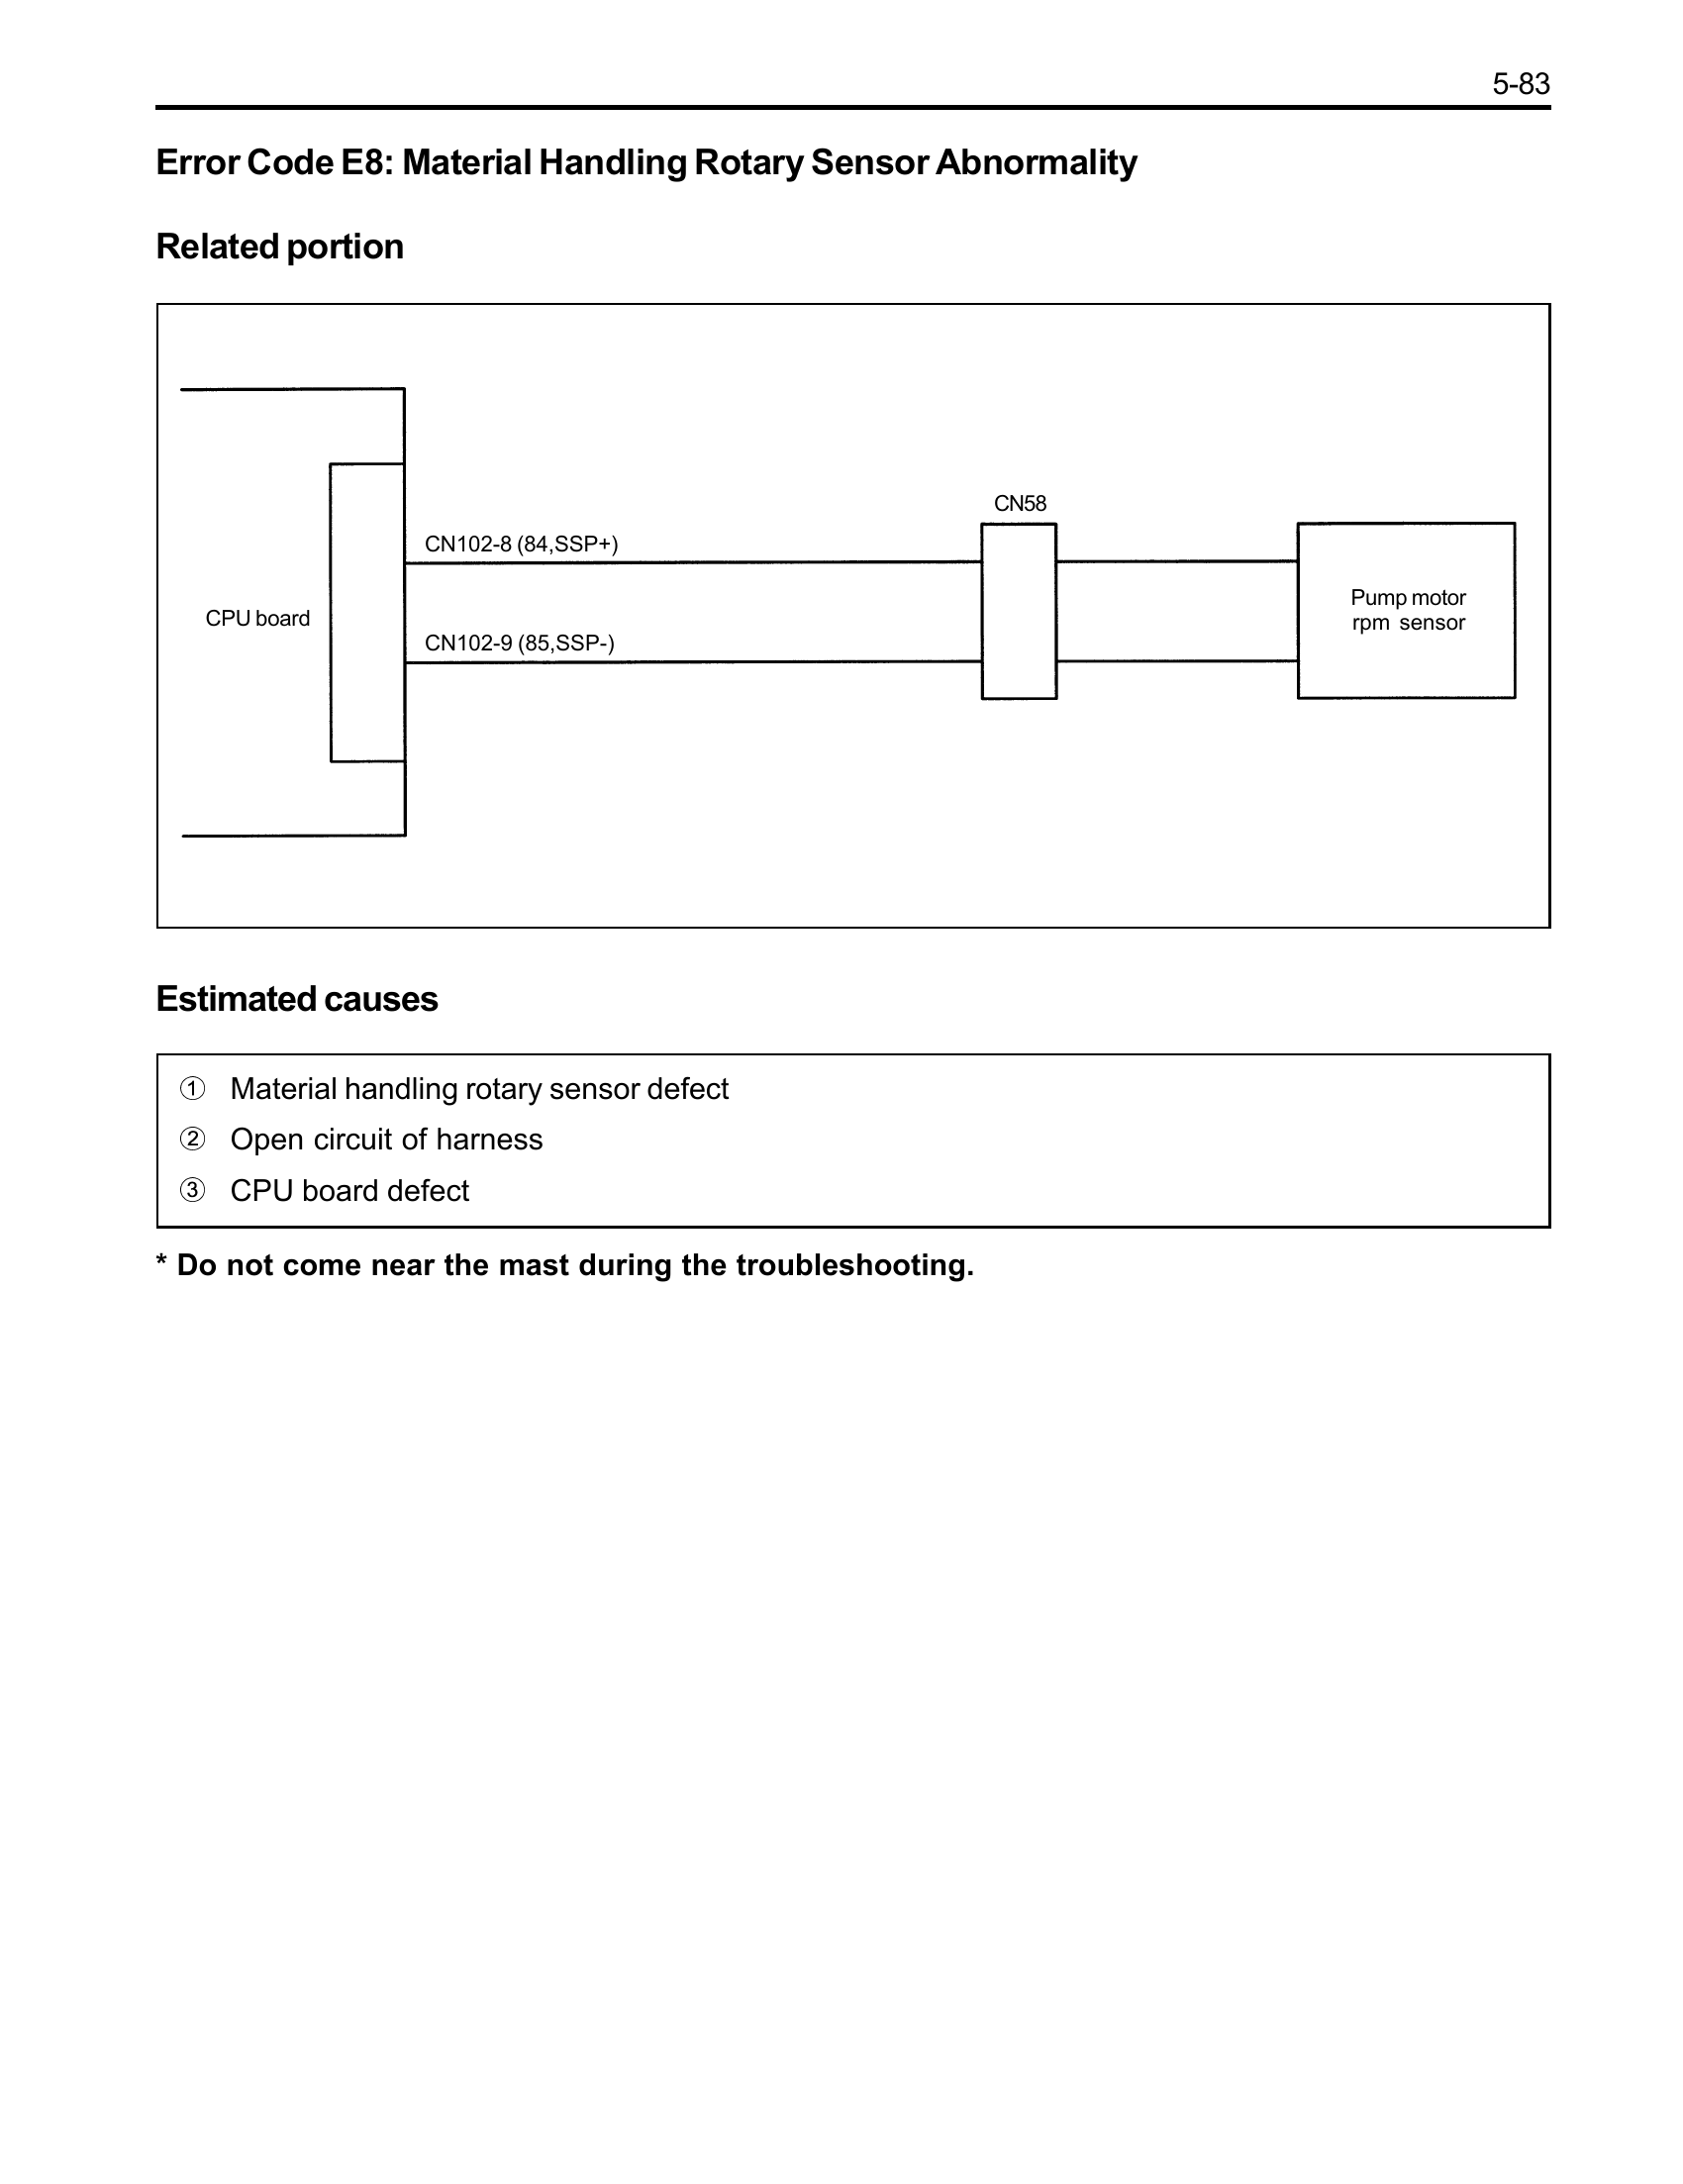 5-83
Error Code E8: Material Handling Rotary Sensor Abnormality
Related portion
CN58
CN102-8 (84,SSP+)
CPU board
CN102-9 (85,SSP-)
Pump motor
rpm sensor
Estimated causes
① Material handling rotary sensor defect
② Open circuit of harness
③ CPU board defect
* Do not come near the mast during the troubleshooting.